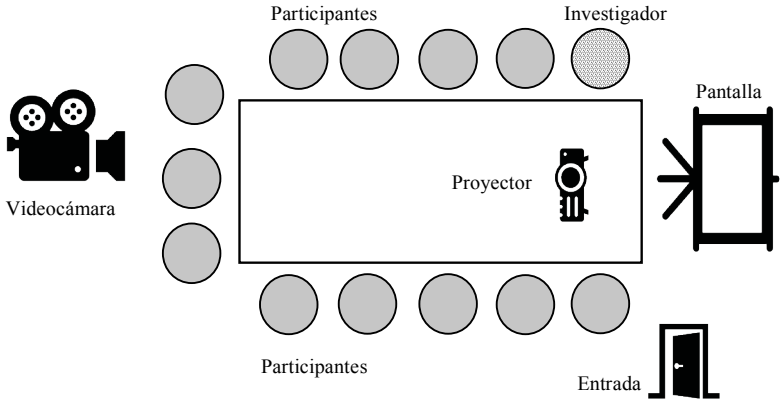 Participantes
Investigador
Pantalla
Proyector
Videocámara
Participantes
Entrada